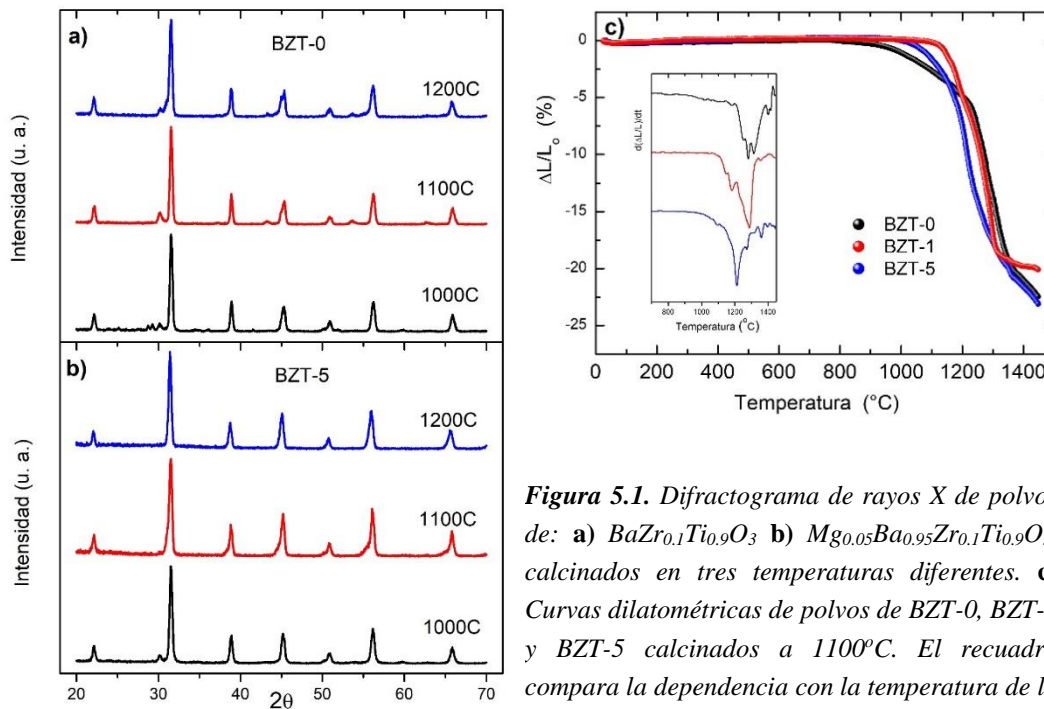 a)
BZT-0
1200C
1100C
1000C
Intensidad (u. a.)
b)
BZT-5
1200C
1100C
1000C
Intensidad (u. a.)
20 30 40 50 60 70
2θ
c)
0
-5
-10
-15
-20
-25
ΔL/Lo (%)
d(ΔL/L)/dt
800 1000 1200 1400
Temperatura (°C)
BZT-0
BZT-1
BZT-5
0 200 400 600 800 1000 1200 1400
Temperatura (°C)
Figura 5.1. Difractograma de rayos X de polvo
de: a) BaZr0.1Ti0.9O3 b) Mg0.05Ba0.95Zr0.1Ti0.9O
calcinados en tres temperaturas diferentes.
Curvas dilatométricas de polvos de BZT-0, BZT-
y BZT-5 calcinados a 1100ºC. El recuadr
compara la dependencia con la temperatura de l